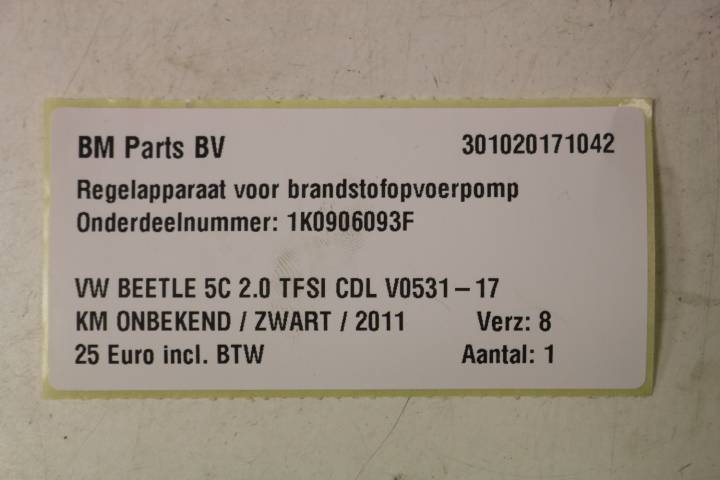 BM Parts BV 301020171042
Regelapparaat voor brandstofopvoerpomp
Onderdeelnummer: 1K0906093F
VW BEETLE 5C 2.0 TFSI CDL V0531-17
KM ONBEKEND / ZWART / 2011 Verz: 8
25 Euro incl. BTW Aantal: 1